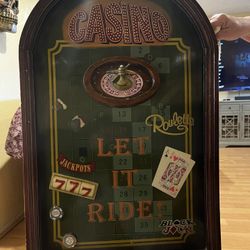 CASINO
Roulette
LET
JACKPOTS
IT
777
RIDE!